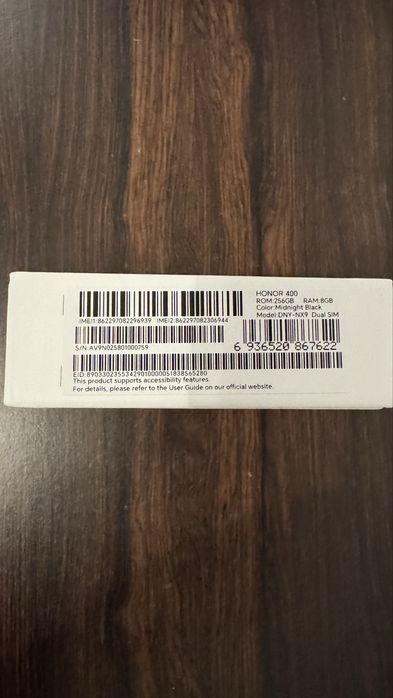 HONOR 400
ROM:256GB RAM:8GB
Color:Midnight Black
Model:DNY-NX9 Dual SIM
IMEI1:862297082296939 IMEI2:862297082306944
S/N:AV9N025801000759
6 936520 867622
EID:89033023553429010000051838565280
This product supports accessibility features.
For details, please refer to the User Guide on our official website.